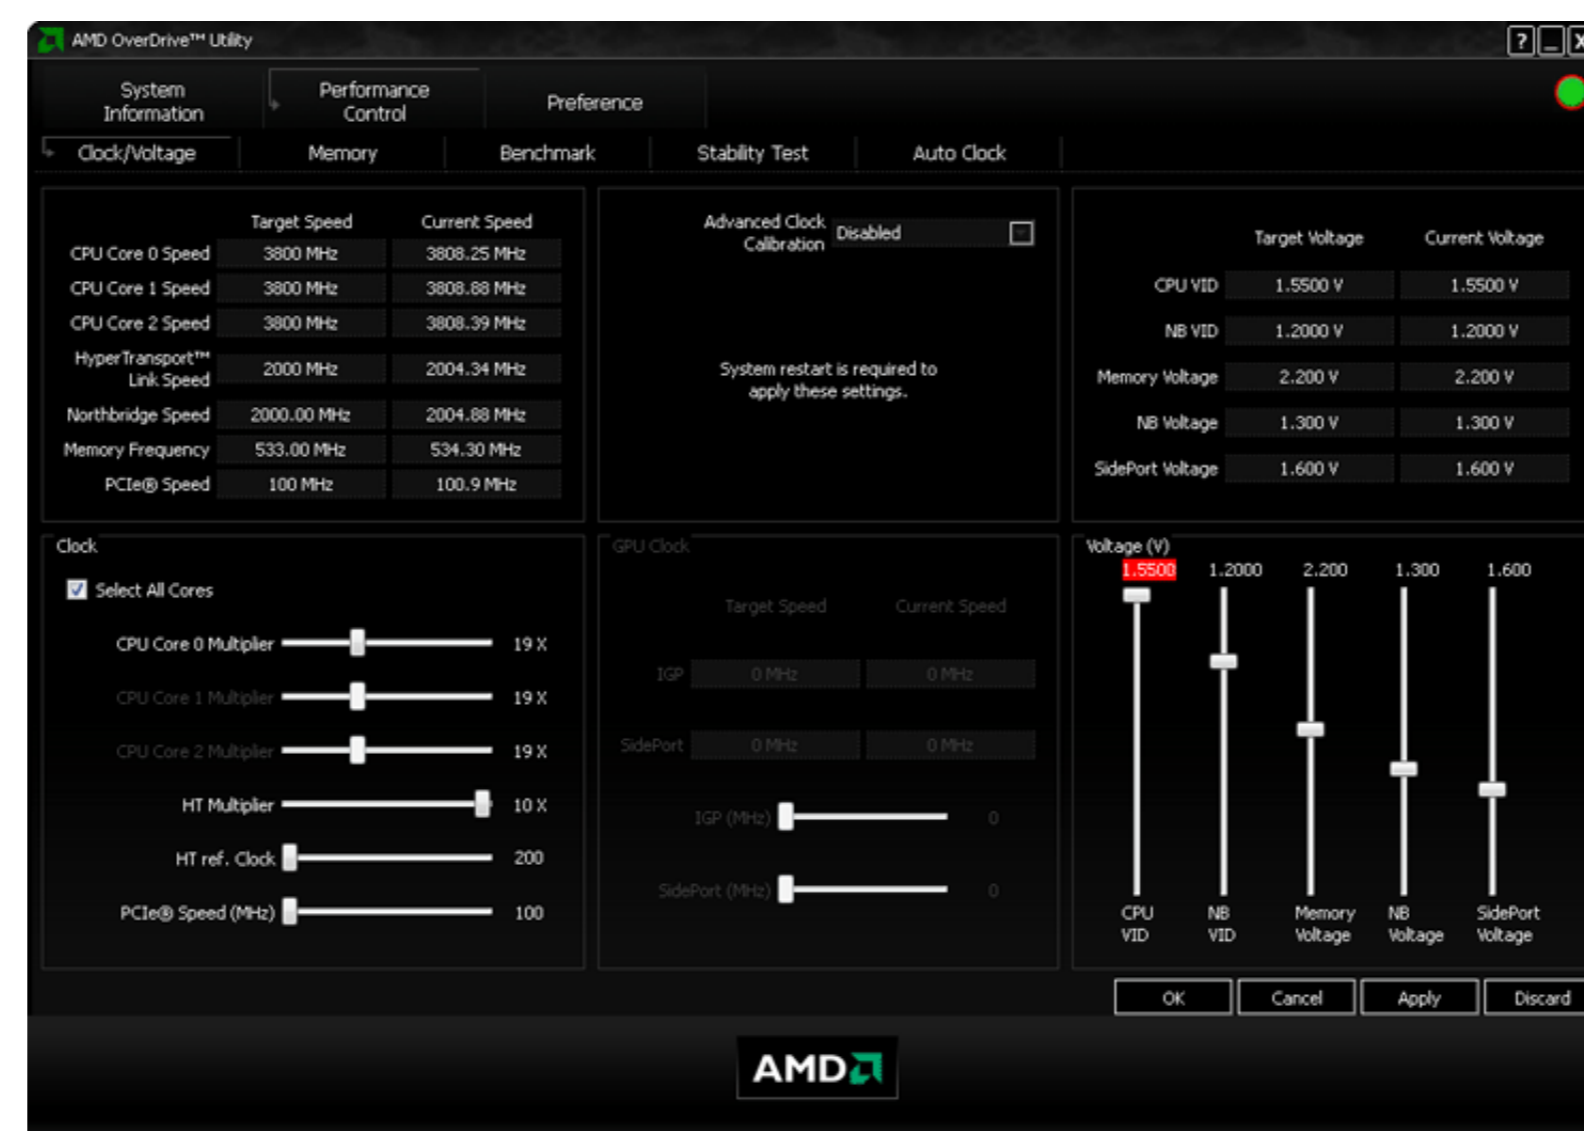 AMD OverDrive™ Utility
? _ X
System Information
Performance Control
Preference
Clock/Voltage
Memory
Benchmark
Stability Test
Auto Clock
Target Speed Current Speed
CPU Core 0 Speed 3800 MHz 3808.25 MHz
CPU Core 1 Speed 3800 MHz 3808.88 MHz
CPU Core 2 Speed 3800 MHz 3808.39 MHz
HyperTransport™ Link Speed 2000 MHz 2004.34 MHz
Northbridge Speed 2000.00 MHz 2004.88 MHz
Memory Frequency 533.00 MHz 534.30 MHz
PCIe® Speed 100 MHz 100.9 MHz
Advanced Clock
Calibration
Disabled
System restart is required to
apply these settings.
Target Voltage Current Voltage
CPU VID 1.5500 V 1.5500 V
NB VID 1.2000 V 1.2000 V
Memory Voltage 2.200 V 2.200 V
NB Voltage 1.300 V 1.300 V
SidePort Voltage 1.600 V 1.600 V
Clock
Select All Cores
CPU Core 0 Multiplier 19 X
CPU Core 1 Multiplier 19 X
CPU Core 2 Multiplier 19 X
HT Multiplier 10 X
HT ref. Clock 200
PCIe® Speed (MHz) 100
GPU Clock
Target Speed Current Speed
IGP 0 MHz 0 MHz
SidePort 0 MHz 0 MHz
IGP (MHz) 0
SidePort (MHz) 0
Voltage (V)
1.5500 1.2000 2.200 1.300 1.600
CPU VID
NB VID
Memory Voltage
NB Voltage
SidePort Voltage
OK Cancel Apply Discard
AMD